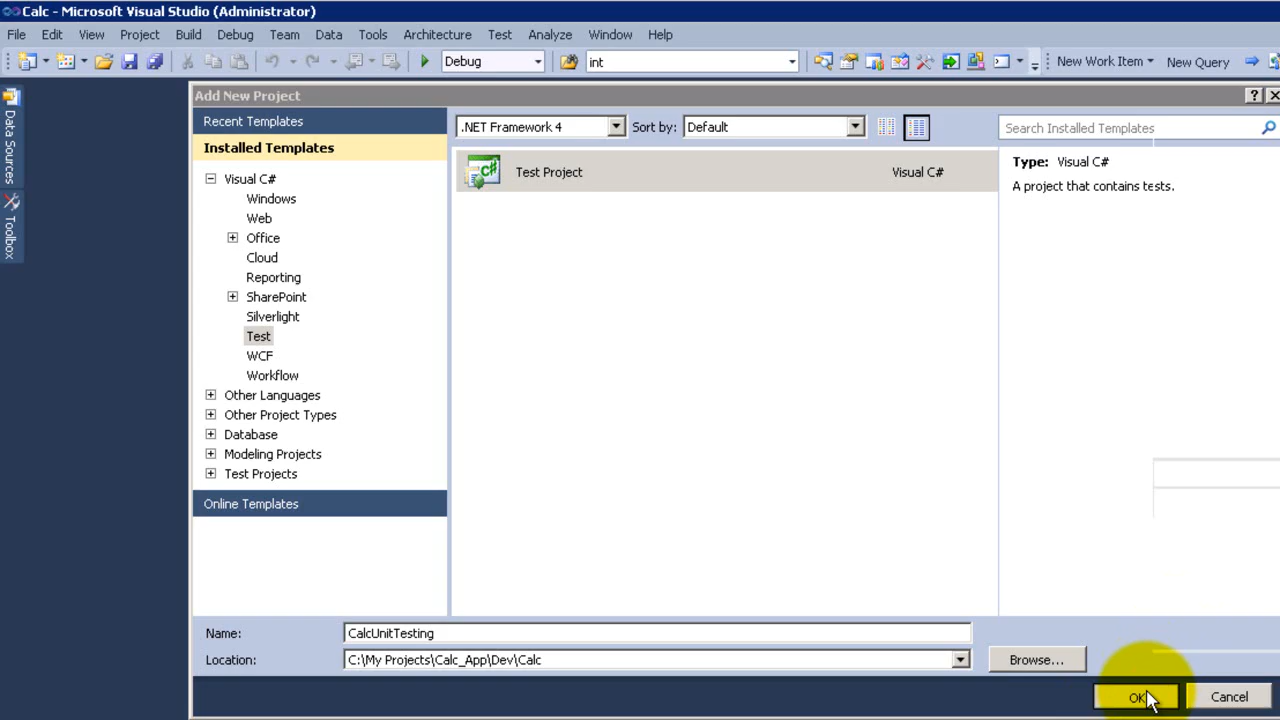 Calc - Microsoft Visual Studio (Administrator)
File Edit View Project Build Debug Team Data Tools Architecture Test Analyze Window Help
Debug int New Work Item New Query
Data Sources
Toolbox
Add New Project
Recent Templates
Installed Templates
Visual C#
Windows
Web
Office
Cloud
Reporting
SharePoint
Silverlight
Test
WCF
Workflow
Other Languages
Other Project Types
Database
Modeling Projects
Test Projects
Online Templates
.NET Framework 4 Sort by: Default
Search Installed Templates
Test Project Visual C#
Type: Visual C#
A project that contains tests.
Name: CalcUnitTesting
Location: C:\My Projects\Calc_App\Dev\Calc
Browse...
OK Cancel